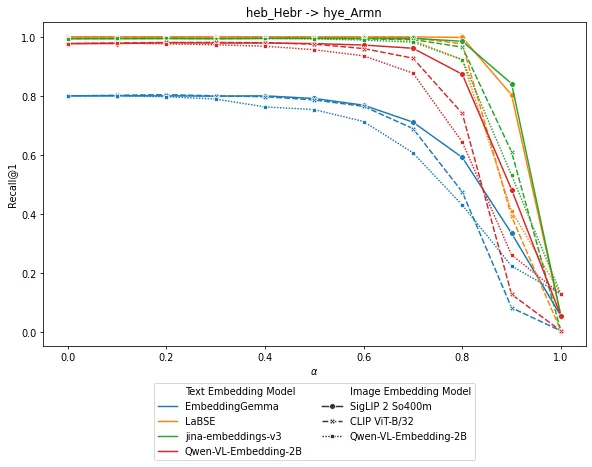 heb_Hebr -> hye_Armn
Recall@1
1.0
0.8
0.6
0.4
0.2
0.0
0.0 0.2 0.4 0.6 0.8 1.0
α
Text Embedding Model
EmbeddingGemma
LaBSE
jina-embeddings-v3
Qwen-VL-Embedding-2B
Image Embedding Model
SigLIP 2 So400m
CLIP ViT-B/32
Qwen-VL-Embedding-2B